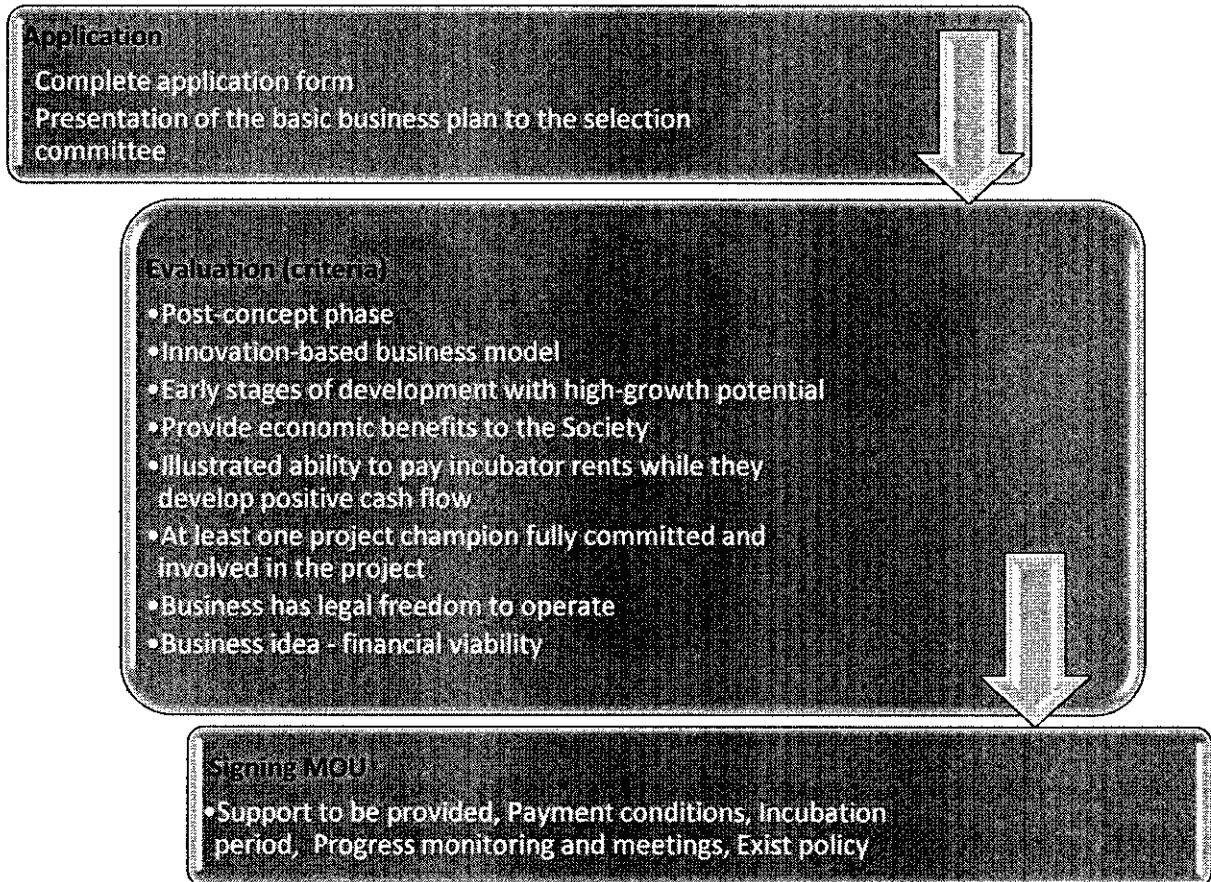 Application
Complete application form
Presentation of the basic business plan to the selection
committee
Evaluation (criteria)
•Post-concept phase
•Innovation-based business model
•Early stages of development with high-growth potential
•Provide economic benefits to the Society
•Illustrated ability to pay incubator rents while they
develop positive cash flow
•At least one project champion fully committed and
involved in the project
•Business has legal freedom to operate
•Business idea - financial viability
Signing MOU
•Support to be provided, Payment conditions, Incubation
period, Progress monitoring and meetings, Exist policy